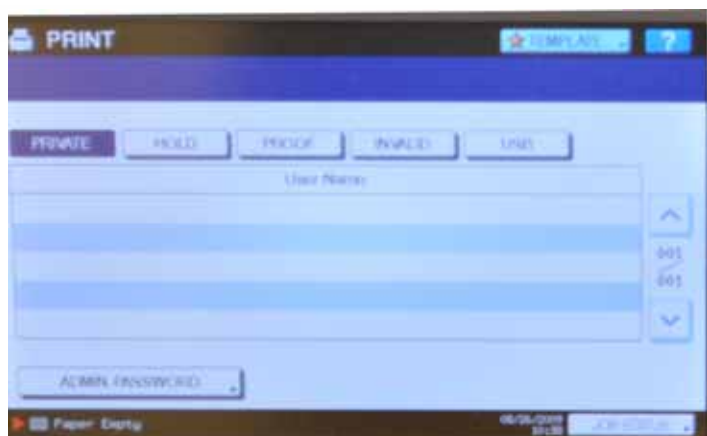 PRINT
TEMPLATE ?
PRIVATE HOLD PROOF INVALID USB
User Name
001
001
ADMIN PASSWORD
Paper Empty
JOB STATUS